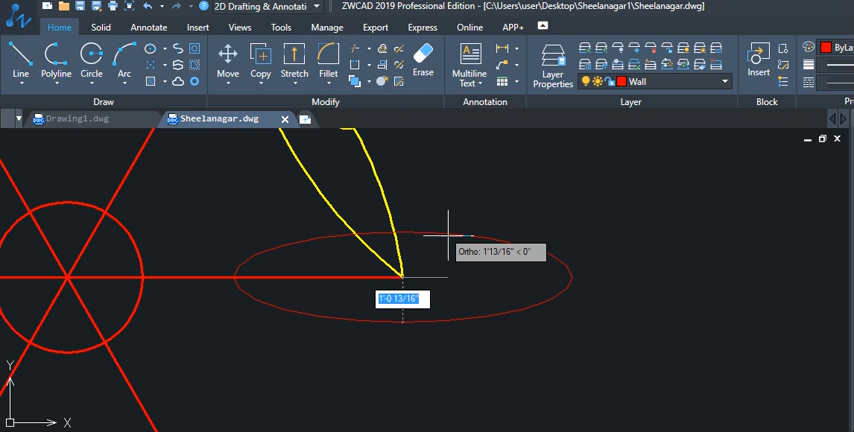 2D Drafting & Annotati
ZWCAD 2019 Professional Edition - [C:\Users\user\Desktop\Sheelanagar1\Sheelanagar.dwg]
Home Solid Annotate Insert Views Tools Manage Export Express Online APP+
Line Polyline Circle Arc
Move Copy Stretch Fillet Erase
Multiline
Text
Layer
Properties
Wall
Insert
ByLa
Draw Modify Annotation Layer Block Pr
Drawing1.dwg Sheelanagar.dwg
Ortho: 1'13/16" < 0°
1'-0 13/16"
Y
X